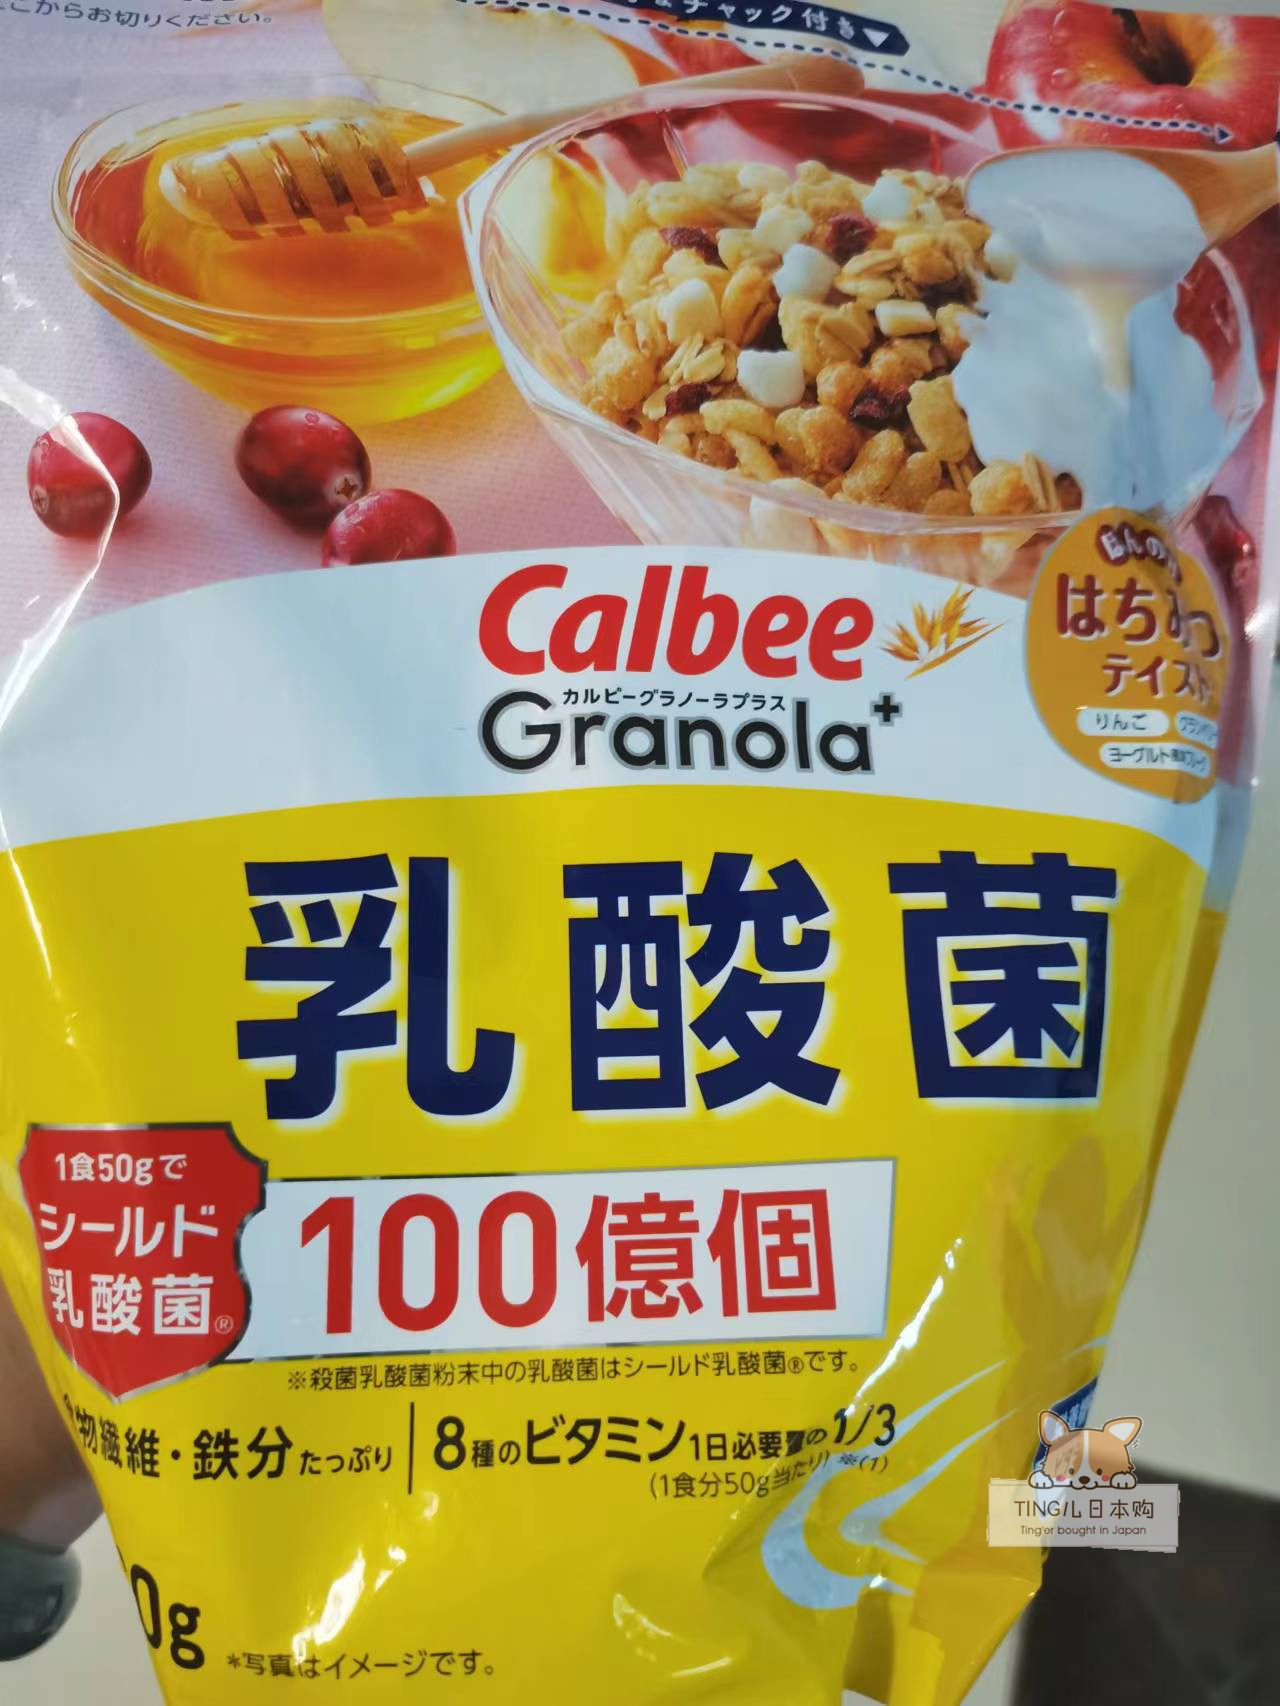 こからお切りください。
チャック付き▼
Calbee
カルビーグラノーラプラス
Granola+
ほんのり
はちみつ
テイスト
りんご
ヨーグルト
乳酸菌
1食50gで
シールド
乳酸菌®
100億個
※殺菌乳酸菌粉末中の乳酸菌はシールド乳酸菌®です。
物繊維・鉄分たっぷり
8種のビタミン1日必要量の1/3
(1食分50g当たり) ※(1)
0g
*写真はイメージです。
TING儿日本购
Ting'er bought in Japan